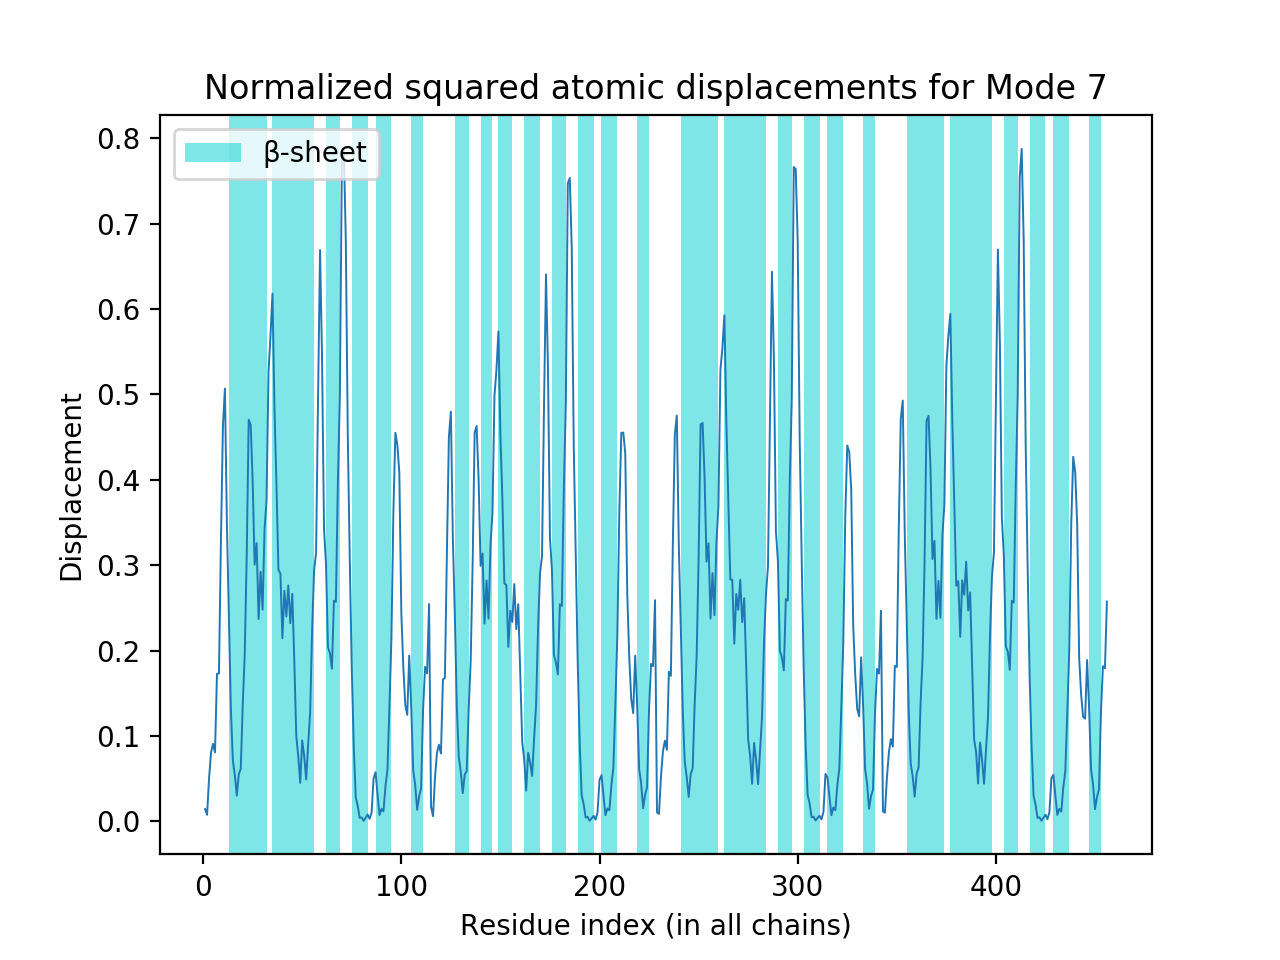 Normalized squared atomic displacements for Mode 7
β-sheet
0.8
0.7
0.6
0.5
0.4
0.3
0.2
0.1
0.0
Displacement
0 100 200 300 400
Residue index (in all chains)